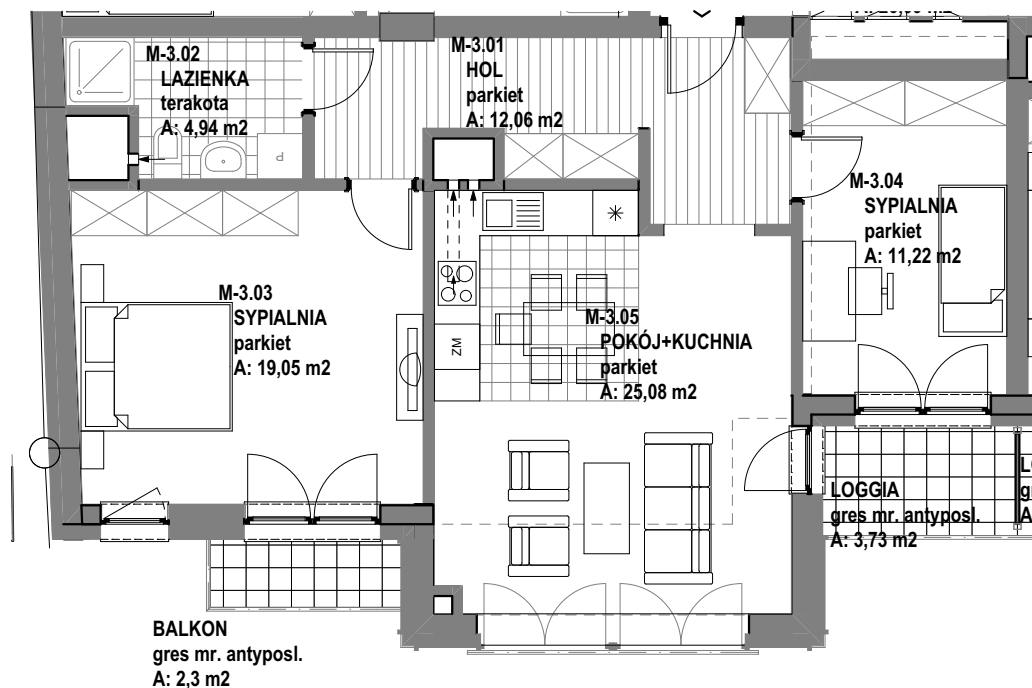 M-3.02
LAZIENKA
terakota
A: 4,94 m2
M-3.01
HOL
parkiet
A: 12,06 m2
M-3.04
SYPIALNIA
parkiet
A: 11,22 m2
M-3.03
SYPIALNIA
parkiet
A: 19,05 m2
M-3.05
POKÓJ+KUCHNIA
parkiet
A: 25,08 m2
P
ZM
LOGGIA
gres mr. antyposl.
A: 3,73 m2
BALKON
gres mr. antyposl.
A: 2,3 m2